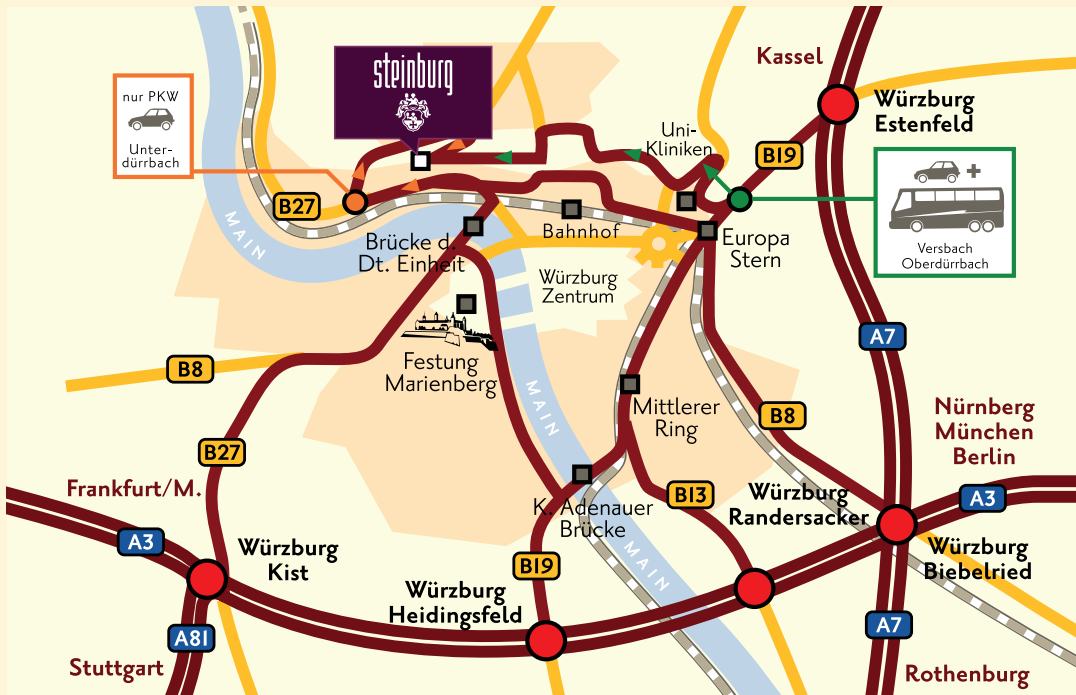 Kassel
steinburg
nur PKW
Unter-
dürrbach
Würzburg
Estenfeld
Uni-
Kliniken
B19
B27
MAIN
Brücke d.
Dt. Einheit
Bahnhof
Europa
Stern
+
Versbach
Oberdürrbach
Würzburg
Zentrum
Festung
Marienberg
A7
B8
MAIN
Mittlerer
Ring
B8
Nürnberg
München
Berlin
B27
Frankfurt/M.
B13
Würzburg
Randersacker
A3
K. Adenauer
Brücke
A3
Würzburg
Kist
B19
MAIN
Würzburg
Biebelried
Würzburg
Heidingsfeld
A81
A7
Stuttgart
Rothenburg